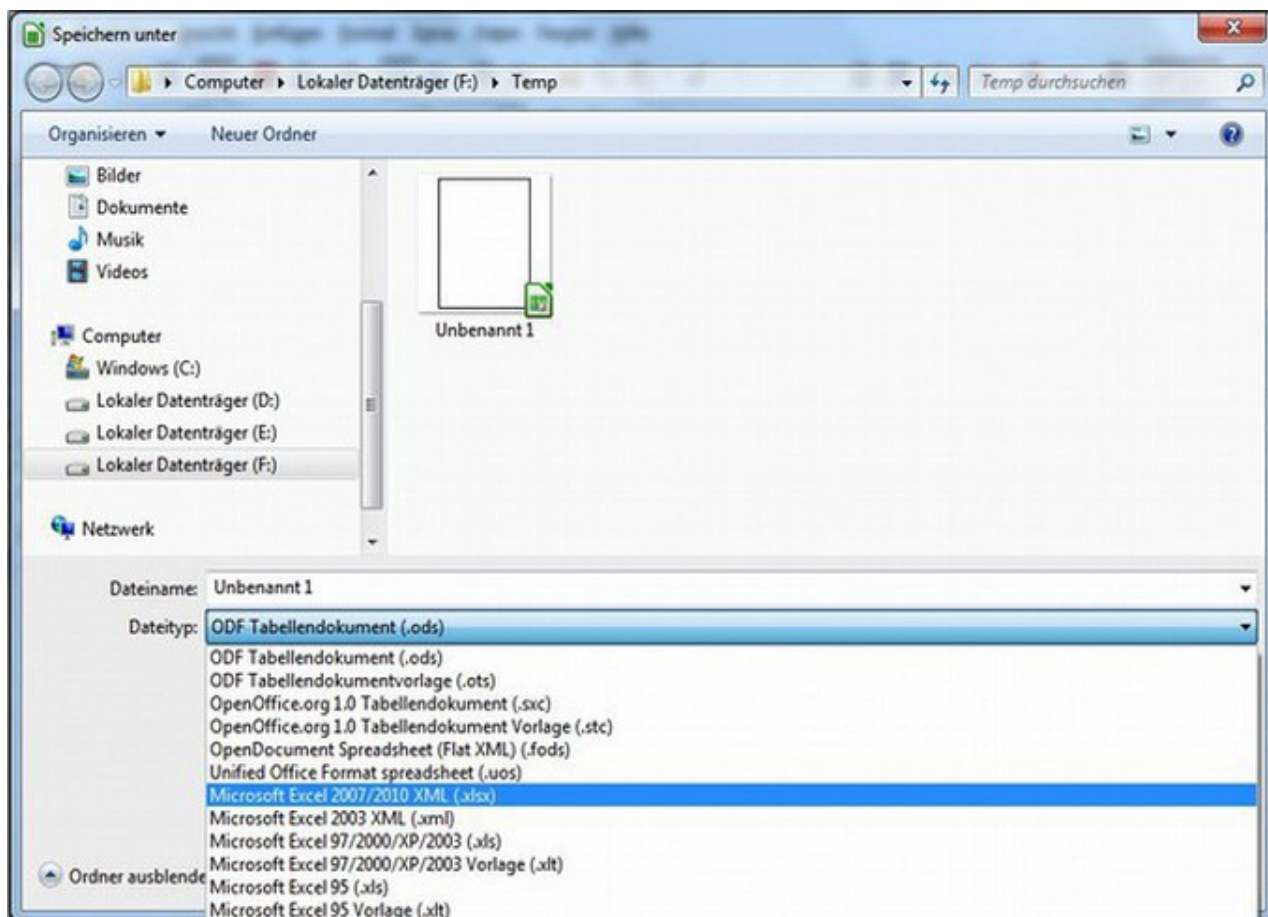 Speichern unter
Computer Lokaler Datenträger (F:) Temp
Temp durchsuchen
Organisieren Neuer Ordner
Bilder
Dokumente
Musik
Videos
Computer
Windows (C:)
Lokaler Datenträger (D:)
Lokaler Datenträger (E:)
Lokaler Datenträger (F:)
Netzwerk
Unbenannt 1
Dateiname: Unbenannt 1
Dateityp: ODF Tabellendokument (.ods)
ODF Tabellendokument (.ods)
ODF Tabellendokumentvorlage (.ots)
OpenOffice.org 1.0 Tabellendokument (.sxc)
OpenOffice.org 1.0 Tabellendokument Vorlage (.stc)
OpenDocument Spreadsheet (Flat XML) (.fods)
Unified Office Format spreadsheet (.uos)
Microsoft Excel 2007/2010 XML (.xlsx)
Microsoft Excel 2003 XML (.xml)
Microsoft Excel 97/2000/XP/2003 (.xls)
Microsoft Excel 97/2000/XP/2003 Vorlage (.xlt)
Microsoft Excel 95 (.xls)
Microsoft Excel 95 Vorlage (.xlt)
Ordner ausblende